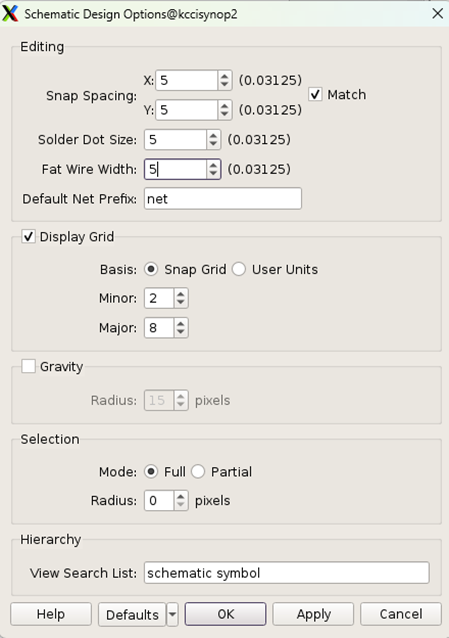 Schematic Design Options@kccisynop2
Editing
X: 5 (0.03125)
Snap Spacing: Match
Y: 5 (0.03125)
Solder Dot Size: 5 (0.03125)
Fat Wire Width: 5 (0.03125)
Default Net Prefix: net
Display Grid
Basis: Snap Grid User Units
Minor: 2
Major: 8
Gravity
Radius: 15 pixels
Selection
Mode: Full Partial
Radius: 0 pixels
Hierarchy
View Search List: schematic symbol
Help Defaults OK Apply Cancel